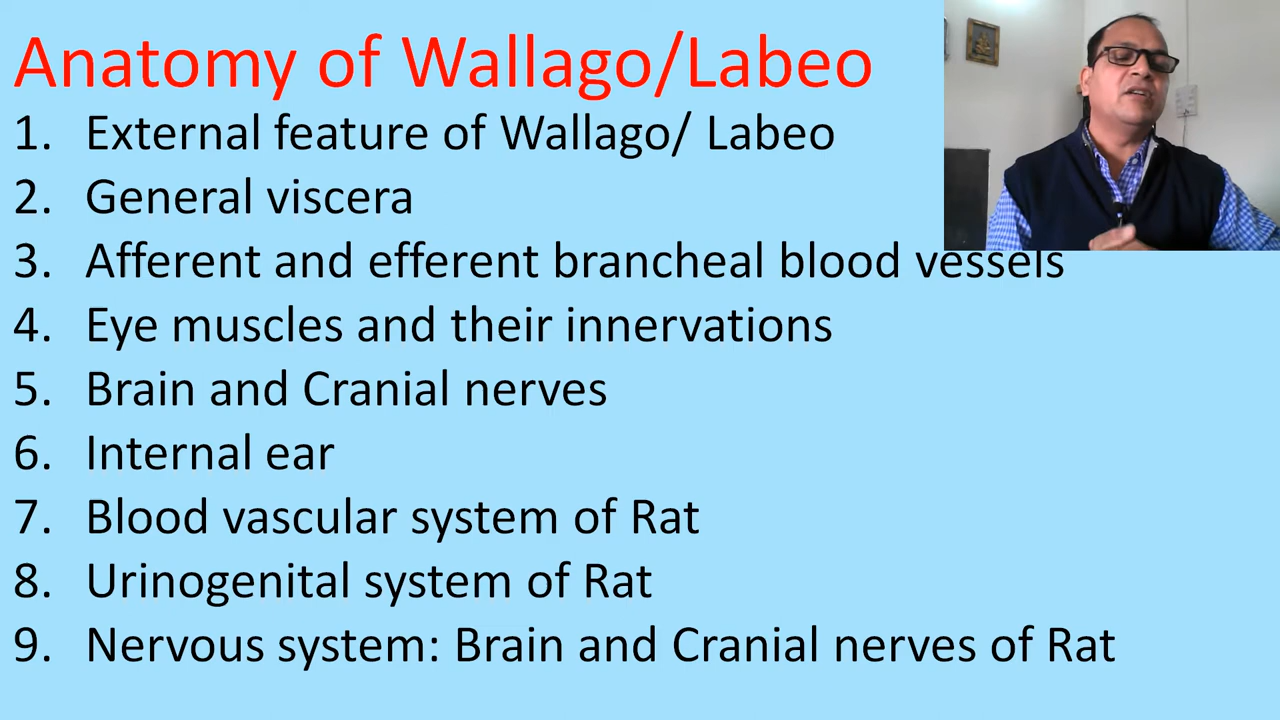 Anatomy of Wallago/Labeo
1. External feature of Wallago/ Labeo
2. General viscera
3. Afferent and efferent brancheal blood vessels
4. Eye muscles and their innervations
5. Brain and Cranial nerves
6. Internal ear
7. Blood vascular system of Rat
8. Urinogenital system of Rat
9. Nervous system: Brain and Cranial nerves of Rat